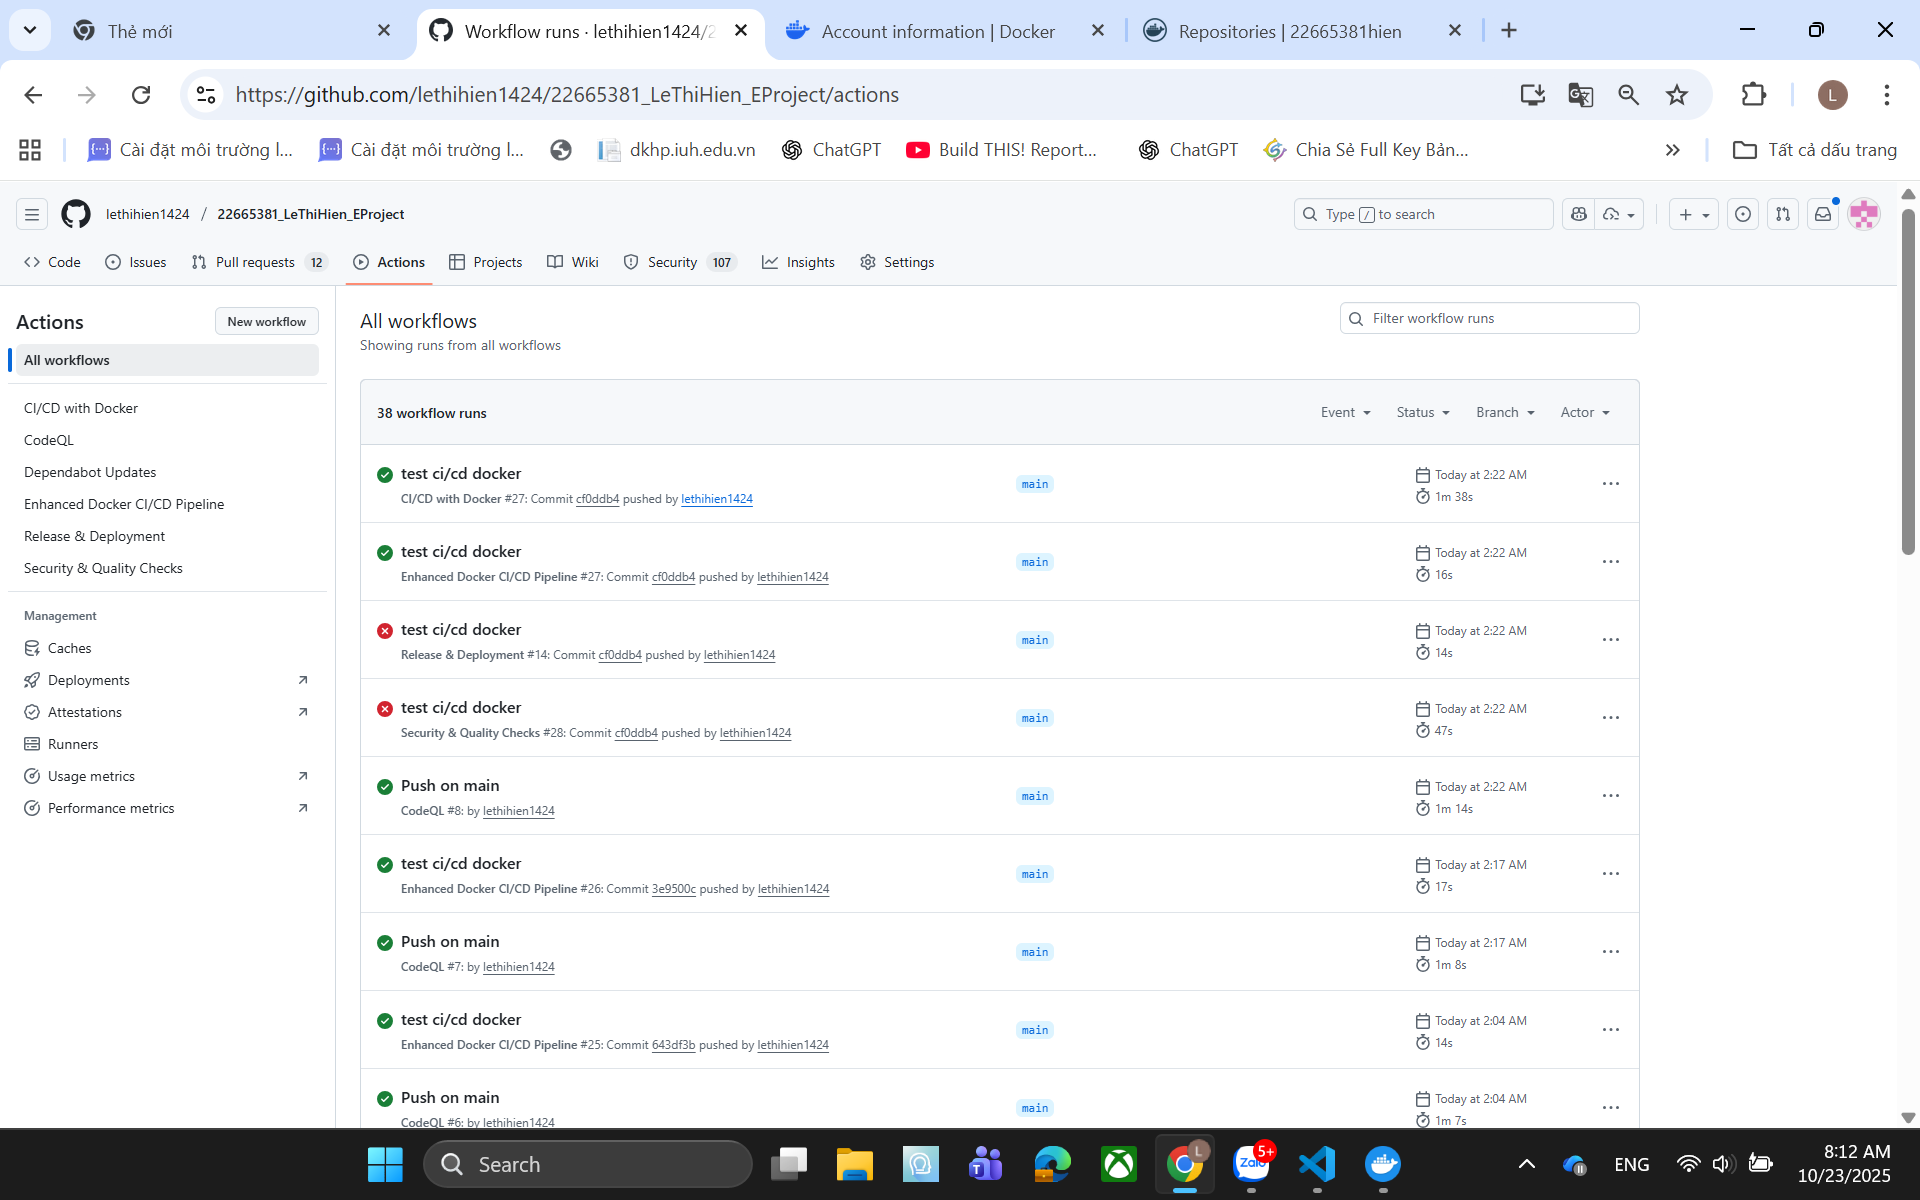 Thẻ mới
Workflow runs · lethihien1424/2
Account information | Docker
Repositories | 22665381hien
https://github.com/lethihien1424/22665381_LeThiHien_EProject/actions
L
Cài đặt môi trường l...
Cài đặt môi trường l...
dkhp.iuh.edu.vn
ChatGPT
Build THIS! Report...
ChatGPT
Chia Sẻ Full Key Bản...
Tất cả dấu trang
lethihien1424 / 22665381_LeThiHien_EProject
Type / to search
Code
Issues
Pull requests 12
Actions
Projects
Wiki
Security 107
Insights
Settings
Actions
New workflow
All workflows
CI/CD with Docker
CodeQL
Dependabot Updates
Enhanced Docker CI/CD Pipeline
Release & Deployment
Security & Quality Checks
Management
Caches
Deployments
Attestations
Runners
Usage metrics
Performance metrics
All workflows
Showing runs from all workflows
Filter workflow runs
38 workflow runs
Event
Status
Branch
Actor
test ci/cd docker
CI/CD with Docker #27: Commit cf0ddb4 pushed by lethihien1424
main
Today at 2:22 AM
1m 38s
test ci/cd docker
Enhanced Docker CI/CD Pipeline #27: Commit cf0ddb4 pushed by lethihien1424
main
Today at 2:22 AM
16s
test ci/cd docker
Release & Deployment #14: Commit cf0ddb4 pushed by lethihien1424
main
Today at 2:22 AM
14s
test ci/cd docker
Security & Quality Checks #28: Commit cf0ddb4 pushed by lethihien1424
main
Today at 2:22 AM
47s
Push on main
CodeQL #8: by lethihien1424
main
Today at 2:22 AM
1m 14s
test ci/cd docker
Enhanced Docker CI/CD Pipeline #26: Commit 3e9500c pushed by lethihien1424
main
Today at 2:17 AM
17s
Push on main
CodeQL #7: by lethihien1424
main
Today at 2:17 AM
1m 8s
test ci/cd docker
Enhanced Docker CI/CD Pipeline #25: Commit 643df3b pushed by lethihien1424
main
Today at 2:04 AM
14s
Push on main
CodeQL #6: by lethihien1424
main
Today at 2:04 AM
1m 7s
Search
L
Zalo
5+
ENG
8:12 AM
10/23/2025